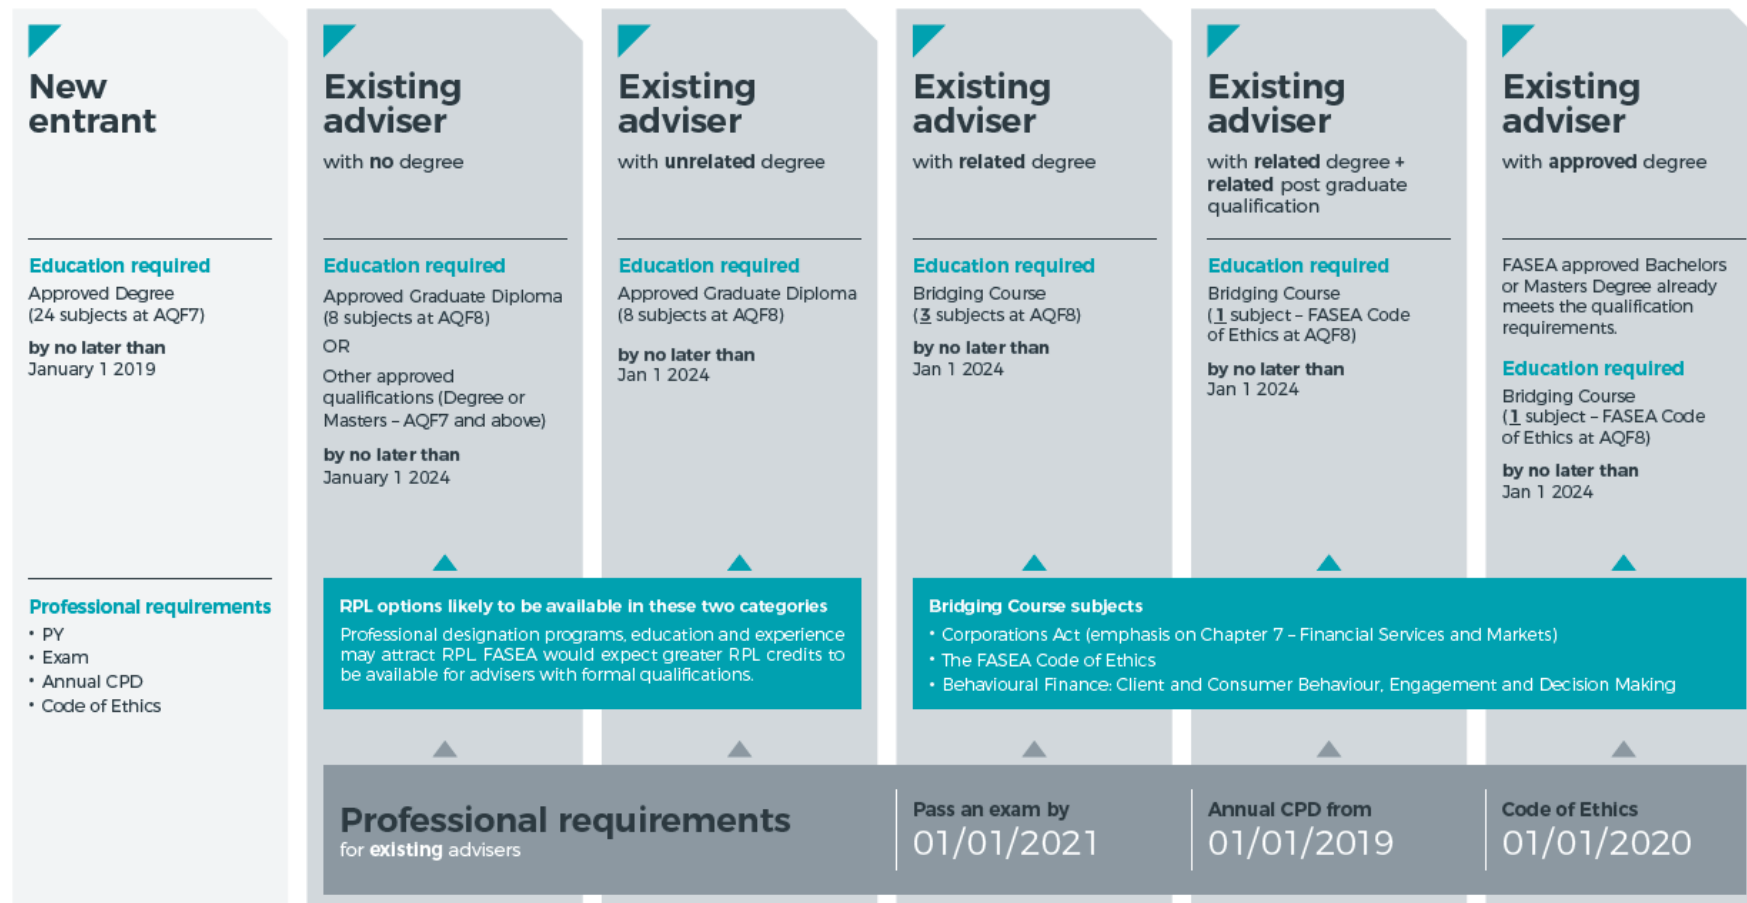 New
entrant
Education required
Approved Degree
(24 subjects at AQF7)
by no later than
January 1 2019
Professional requirements
• PY
• Exam
• Annual CPD
• Code of Ethics
Existing
adviser
with no degree
Education required
Approved Graduate Diploma
(8 subjects at AQF8)
OR
Other approved
qualifications (Degree or
Masters – AQF7 and above)
by no later than
January 1 2024
Existing
adviser
with unrelated degree
Education required
Approved Graduate Diploma
(8 subjects at AQF8)
by no later than
Jan 1 2024
Existing
adviser
with related degree
Education required
Bridging Course
(3 subjects at AQF8)
by no later than
Jan 1 2024
Existing
adviser
with related degree +
related post graduate
qualification
Education required
Bridging Course
(1 subject – FASEA Code
of Ethics at AQF8)
by no later than
Jan 1 2024
Existing
adviser
with approved degree
FASEA approved Bachelors
or Masters Degree already
meets the qualification
requirements.
Education required
Bridging Course
(1 subject – FASEA Code
of Ethics at AQF8)
by no later than
Jan 1 2024
RPL options likely to be available in these two categories
Professional designation programs, education and experience
may attract RPL. FASEA would expect greater RPL credits to
be available for advisers with formal qualifications.
Bridging Course subjects
• Corporations Act (emphasis on Chapter 7 – Financial Services and Markets)
• The FASEA Code of Ethics
• Behavioural Finance: Client and Consumer Behaviour, Engagement and Decision Making
Professional requirements
for existing advisers
Pass an exam by
01/01/2021
Annual CPD from
01/01/2019
Code of Ethics
01/01/2020